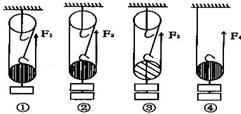 F₁ F₂ F₃ F₄
① ② ③ ④